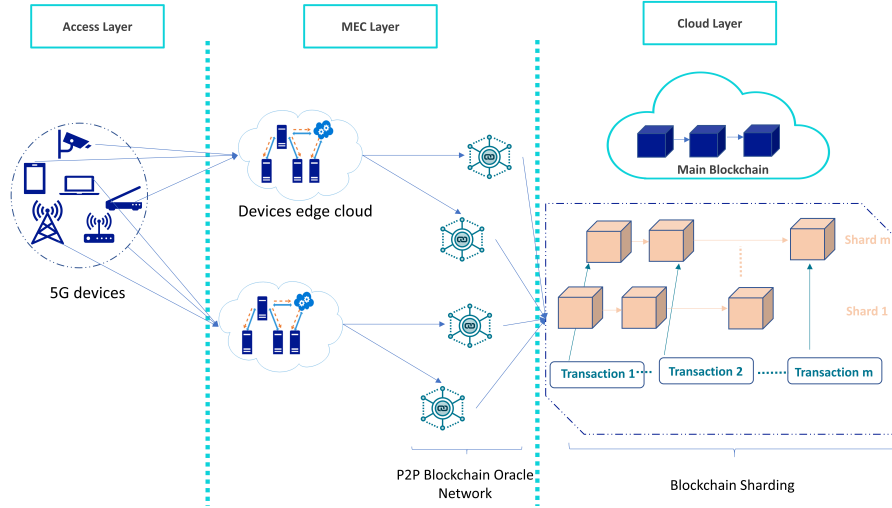 Access Layer
MEC Layer
Cloud Layer
Main Blockchain
Devices edge cloud
5G devices
Shard m
Shard 1
Transaction 1
Transaction 2
Transaction m
P2P Blockchain Oracle
Network
Blockchain Sharding